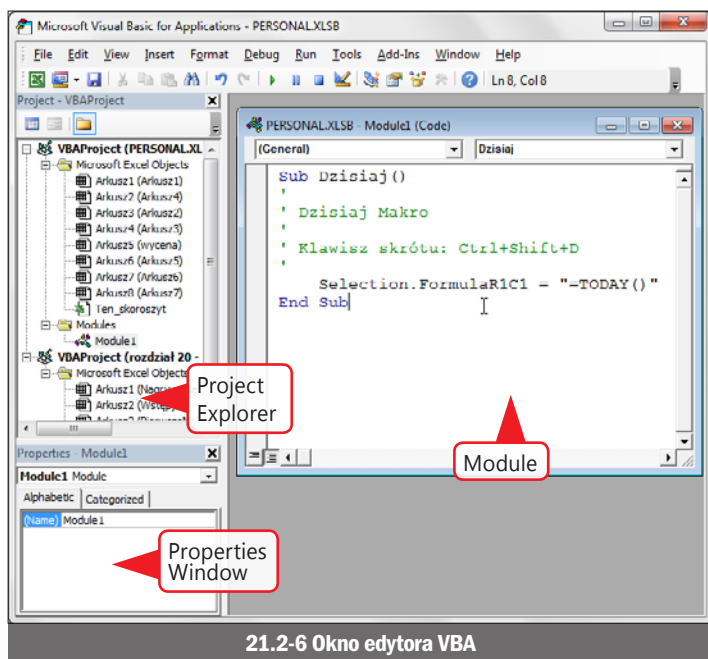 Microsoft Visual Basic for Applications - PERSONAL.XLSB
File Edit View Insert Format Debug Run Tools Add-Ins Window Help
Ln 8, Col 8
Project - VBAProject
VBAProject (PERSONAL.XL
Microsoft Excel Objects
Arkusz1 (Arkusz1)
Arkusz2 (Arkusz4)
Arkusz3 (Arkusz2)
Arkusz4 (Arkusz3)
Arkusz5 (wycena)
Arkusz6 (Arkusz5)
Arkusz7 (Arkusz6)
Arkusz8 (Arkusz7)
Ten_skoroszyt
Modules
Module1
VBAProject (rozdział 20 -
Microsoft Excel Objects
Arkusz1
Arkusz2
Project
Explorer
Properties - Module1
Module1 Module
Alphabetic Categorized
(Name) Module1
Properties
Window
PERSONAL.XLSB - Module1 (Code)
(General) Dzisiaj
Sub Dzisiaj()
'
' Dzisiaj Makro
'
' Klawisz skrótu: Ctrl+Shift+D
'
Selection.FormulaR1C1 = "=TODAY()"
End Sub
Module
21.2-6 Okno edytora VBA